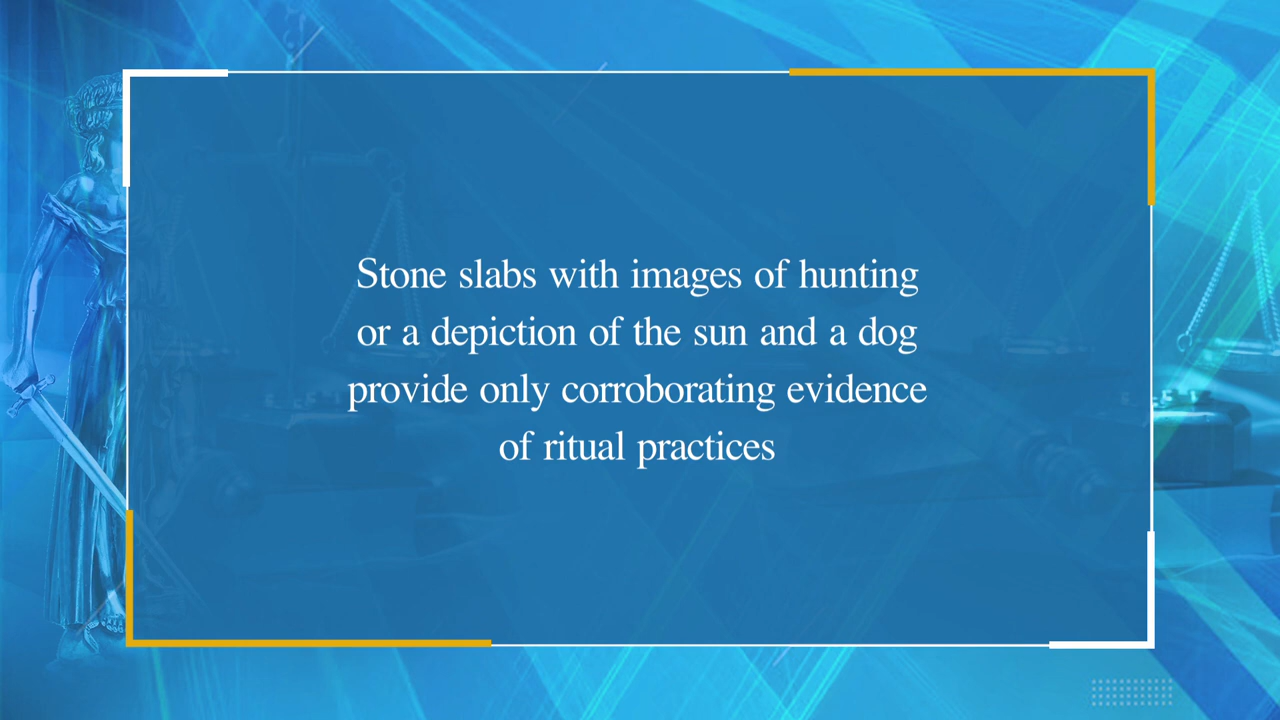 Stone slabs with images of hunting
or a depiction of the sun and a dog
provide only corroborating evidence
of ritual practices